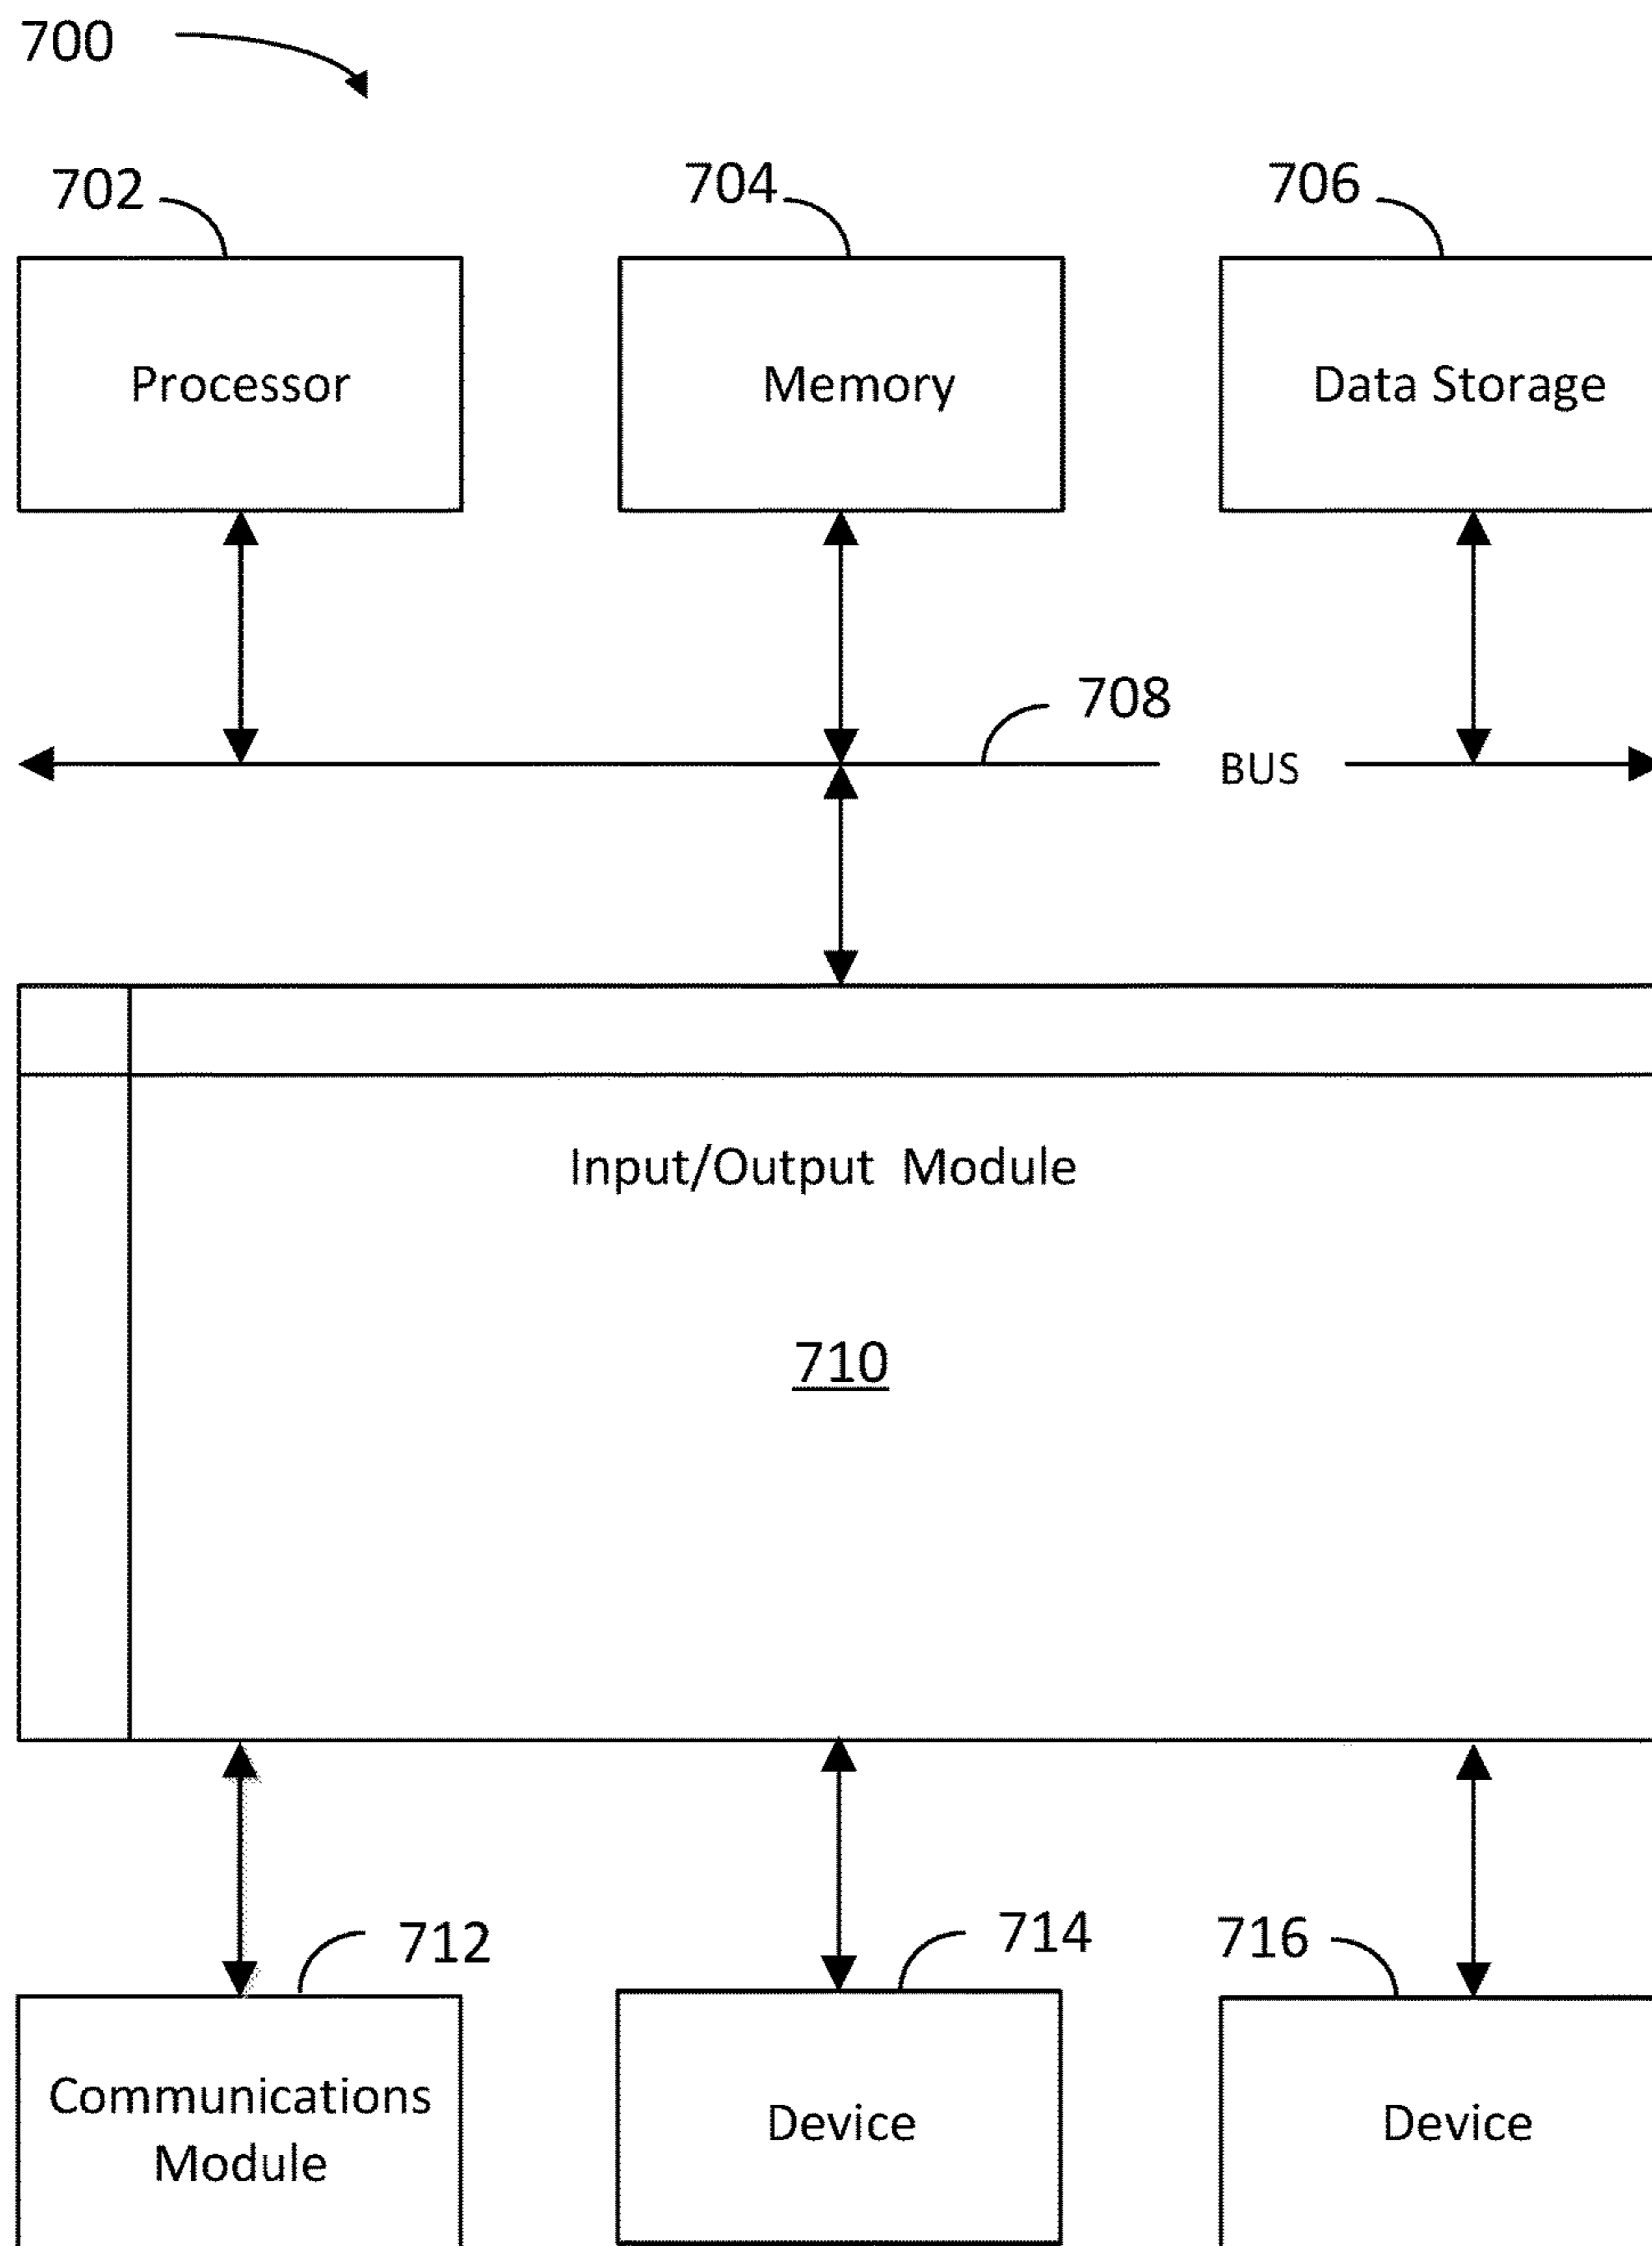 700
702
704
706
Processor
Memory
Data Storage
708
BUS
Input/Output Module
710
712
714
716
Communications
Module
Device
Device